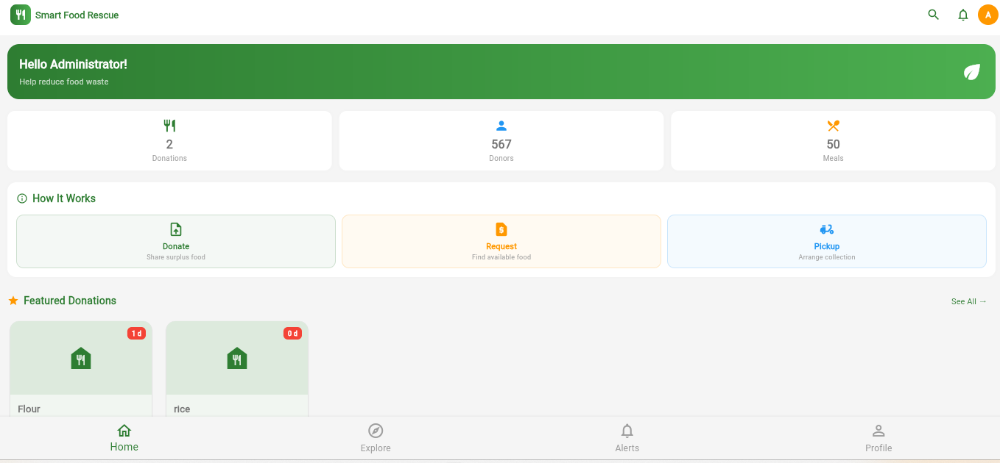 Smart Food Rescue
A
Hello Administrator!
Help reduce food waste
2
Donations
567
Donors
50
Meals
How It Works
Donate
Share surplus food
Request
Find available food
Pickup
Arrange collection
Featured Donations
See All →
1 d
0 d
Flour
rice
Home
Explore
Alerts
Profile